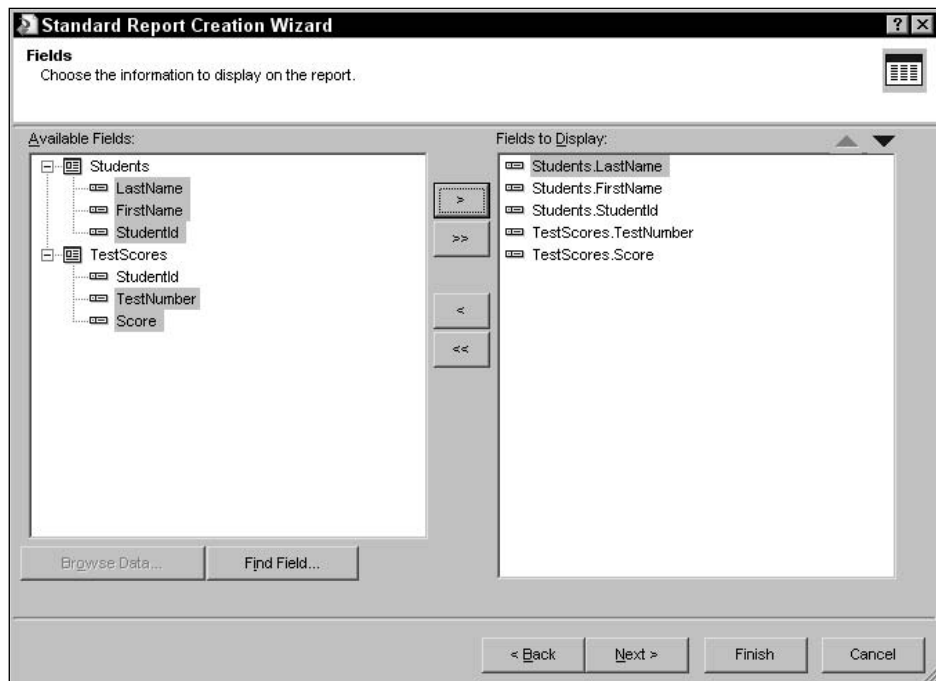 Standard Report Creation Wizard
Fields
Choose the information to display on the report.
Available Fields:
Students
LastName
FirstName
StudentId
TestScores
StudentId
TestNumber
Score
Browse Data...
Find Field...
>
>>
<
<<
Fields to Display:
Students.LastName
Students.FirstName
Students.StudentId
TestScores.TestNumber
TestScores.Score
< Back
Next >
Finish
Cancel